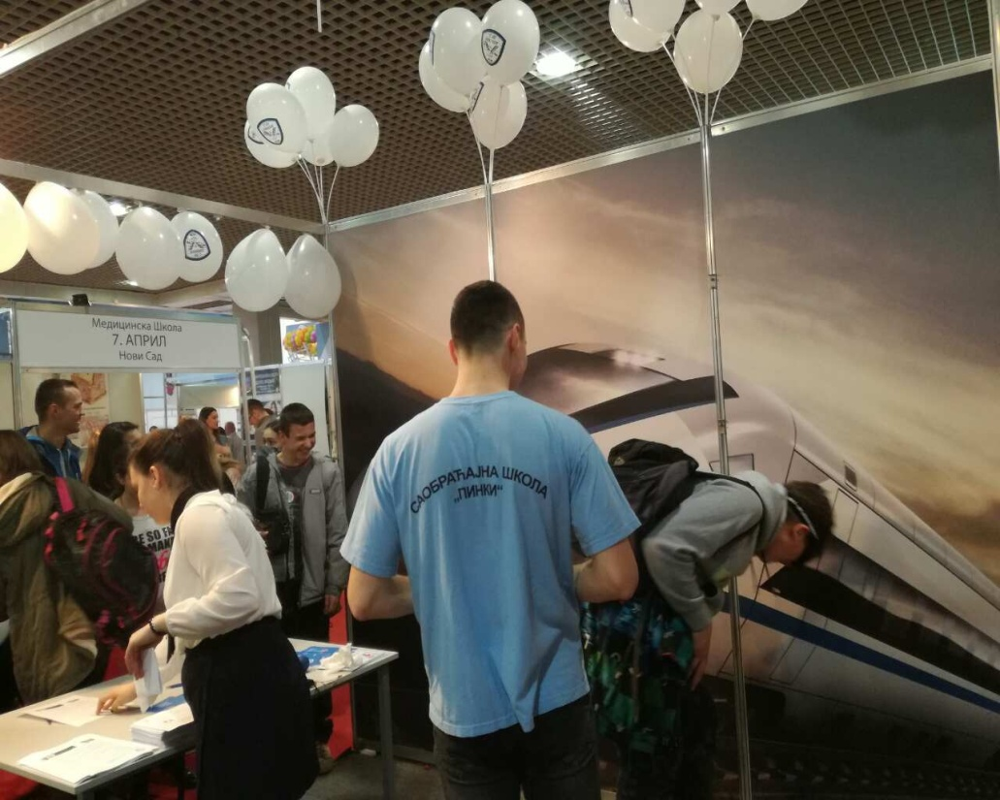 Медицинска Школа
7. АПРИЛ
Нови Сад
САОБРАЋАЈНА ШКОЛА
„ПИНКИ“